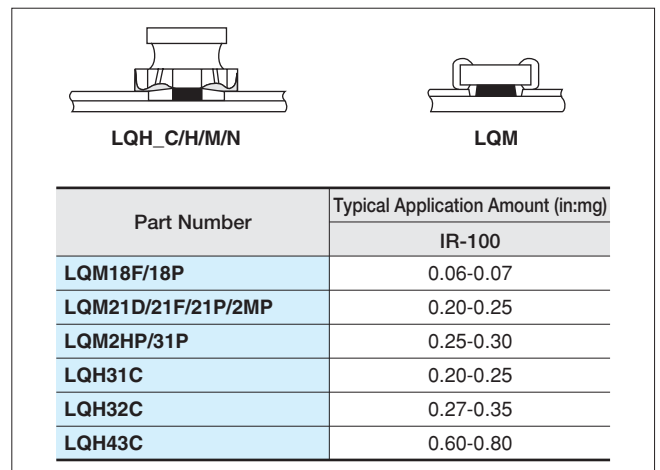 LQH_C/H/M/N LQM
Part Number
Typical Application Amount (in:mg)
IR-100
LQM18F/18P 0.06-0.07
LQM21D/21F/21P/2MP 0.20-0.25
LQM2HP/31P 0.25-0.30
LQH31C 0.20-0.25
LQH32C 0.27-0.35
LQH43C 0.60-0.80